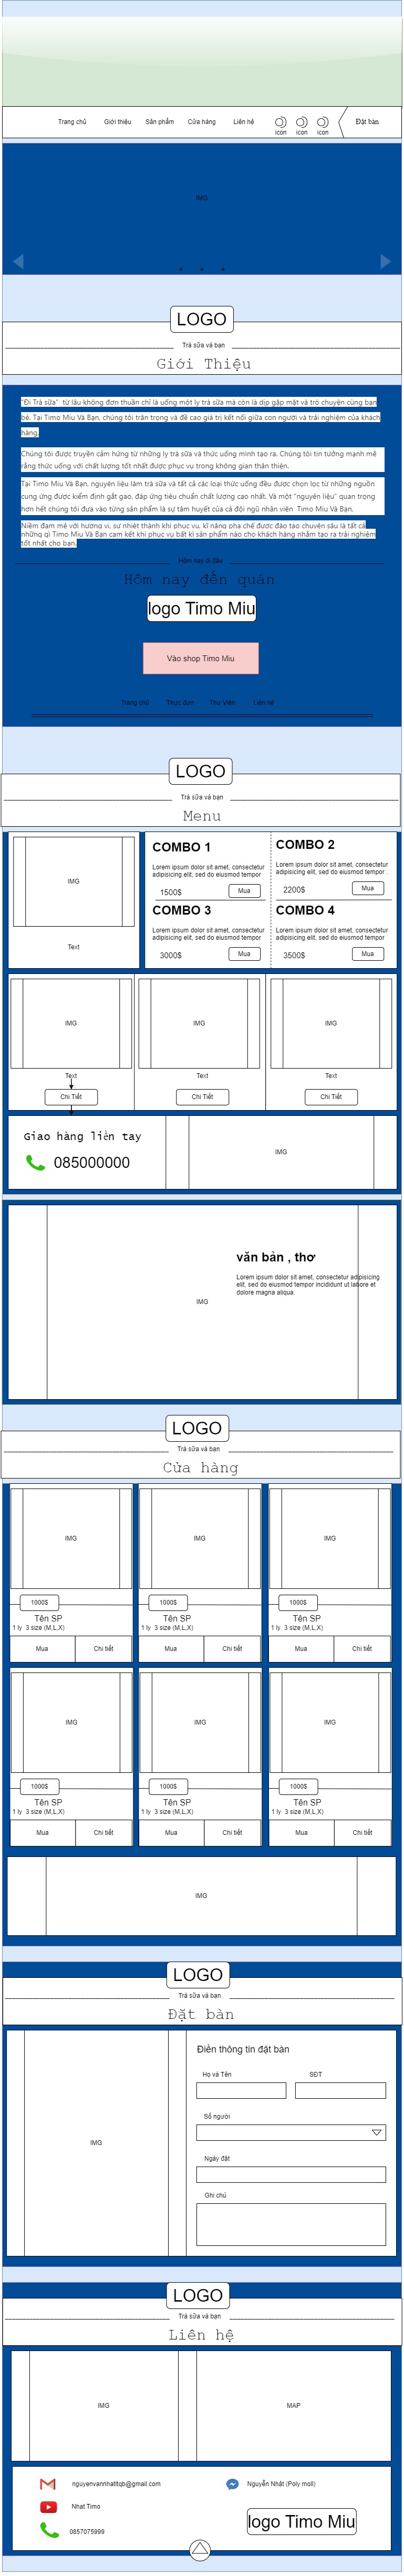 Trang chủ Giới thiệu Sản phẩm Cửa hàng Liên hệ icon icon icon Đặt bàn
IMG
LOGO
Trà sữa và bạn
Giới Thiệu
"Đi Trà sữa" từ lâu không đơn thuần chỉ là uống một ly trà sữa mà còn là dịp gặp mặt và trò chuyện cùng bạn
bè. Tại Timo Miu Và Bạn, chúng tôi trân trọng và đề cao giá trị kết nối giữa con người và trải nghiệm của khách
hàng.
Chúng tôi được truyền cảm hứng từ những ly trà sữa và thức uống mình tạo ra. Chúng tôi tin tưởng mạnh mẽ
rằng thức uống với chất lượng tốt nhất được phục vụ trong không gian thân thiện.
Tại Timo Miu Và Bạn, nguyên liệu làm trà sữa và tất cả các loại thức uống đều được chọn lọc từ những nguồn
cung ứng được kiểm định gắt gao, đáp ứng tiêu chuẩn chất lượng cao nhất. Và một "nguyên liệu" quan trọng
hơn hết chúng tôi đưa vào từng sản phẩm là sự tâm huyết của cả đội ngũ nhân viên Timo Miu Và Bạn.
Niềm đam mê với hương vị, sự nhiệt thành khi phục vụ, kĩ năng pha chế được đào tạo chuyên sâu là tất cả
những gì Timo Miu Và Bạn cam kết khi phục vụ bất kì sản phẩm nào cho khách hàng nhằm tạo ra trải nghiệm
tốt nhất cho bạn.
Hôm nay đi đâu
Hôm nay đến quán
logo Timo Miu
Vào shop Timo Miu
Trang chủ Thực đơn Thư Viên Liên hệ
LOGO
Trà sữa và bạn
Menu
IMG
Text
COMBO 1
Lorem ipsum dolor sit amet, consectetur
adipisicing elit, sed do eiusmod tempor
1500$ Mua
COMBO 2
Lorem ipsum dolor sit amet, consectetur
adipisicing elit, sed do eiusmod tempor
2200$ Mua
COMBO 3
Lorem ipsum dolor sit amet, consectetur
adipisicing elit, sed do eiusmod tempor
3000$ Mua
COMBO 4
Lorem ipsum dolor sit amet, consectetur
adipisicing elit, sed do eiusmod tempor
3500$ Mua
IMG IMG IMG
Text Text Text
Chi Tiết Chi Tiết Chi Tiết
Giao hàng liền tay
085000000
IMG
văn bản , thơ
Lorem ipsum dolor sit amet, consectetur adipisicing elit,
sed do eiusmod tempor incididunt ut labore et
dolore magna aliqua.
IMG
LOGO
Trà sữa và bạn
Cửa hàng
IMG IMG IMG
1000$ 1000$ 1000$
Tên SP Tên SP Tên SP
1 ly 3 size (M,L,X) 1 ly 3 size (M,L,X) 1 ly 3 size (M,L,X)
Mua Chi tiết Mua Chi tiết Mua Chi tiết
IMG IMG IMG
1000$ 1000$ 1000$
Tên SP Tên SP Tên SP
1 ly 3 size (M,L,X) 1 ly 3 size (M,L,X) 1 ly 3 size (M,L,X)
Mua Chi tiết Mua Chi tiết Mua Chi tiết
IMG
LOGO
Trà sữa và bạn
Đặt bàn
IMG
Điền thông tin đặt bàn
Họ và Tên SĐT
Số người
Ngày đặt
Ghi chú
LOGO
Trà sữa và bạn
Liên hệ
IMG MAP
nguyenvannhatltqb@gmail.com Nguyễn Nhật (Poly moll)
Nhat Timo
logo Timo Miu
0857075999